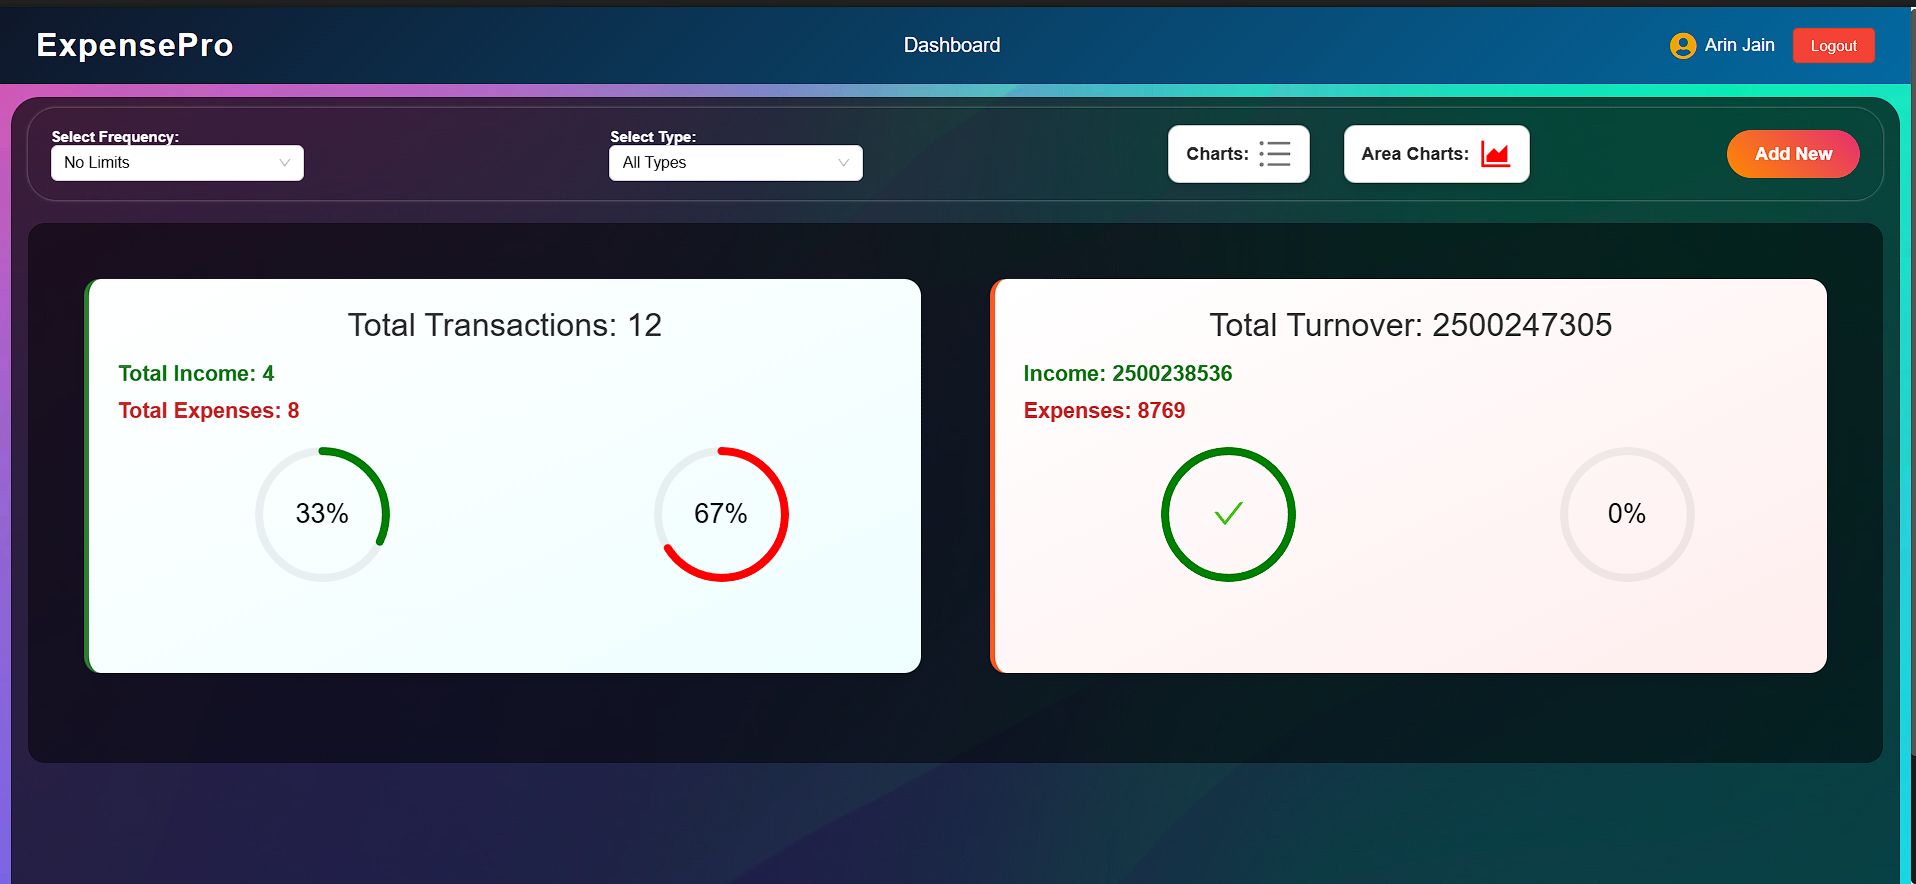 ExpensePro
Dashboard
Arin Jain
Logout
Select Frequency:
No Limits
Select Type:
All Types
Charts:
Area Charts:
Add New
Total Transactions: 12
Total Income: 4
Total Expenses: 8
33%
67%
Total Turnover: 2500247305
Income: 2500238536
Expenses: 8769
0%